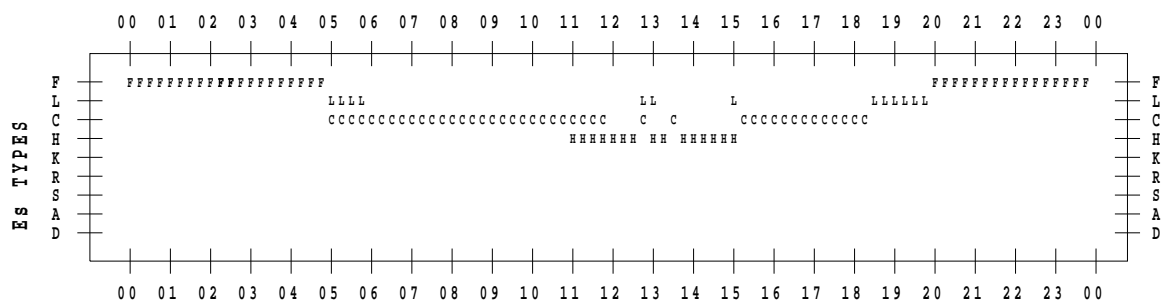 00 01 02 03 04 05 06 07 08 09 10 11 12 13 14 15 16 17 18 19 20 21 22 23 00
Es TYPES
F FFFFFFFFFFFFFFFFFFFF FFFFFFFFFFFFFFFF F
L LLLL LL L LLLLLL L
C CCCCCCCCCCCCCCCCCCCCCCCCCCCC C C CCCCCCCCCCCCC C
H HHHHHHH HH HHHHHH H
K K
R R
S S
A A
D D
00 01 02 03 04 05 06 07 08 09 10 11 12 13 14 15 16 17 18 19 20 21 22 23 00